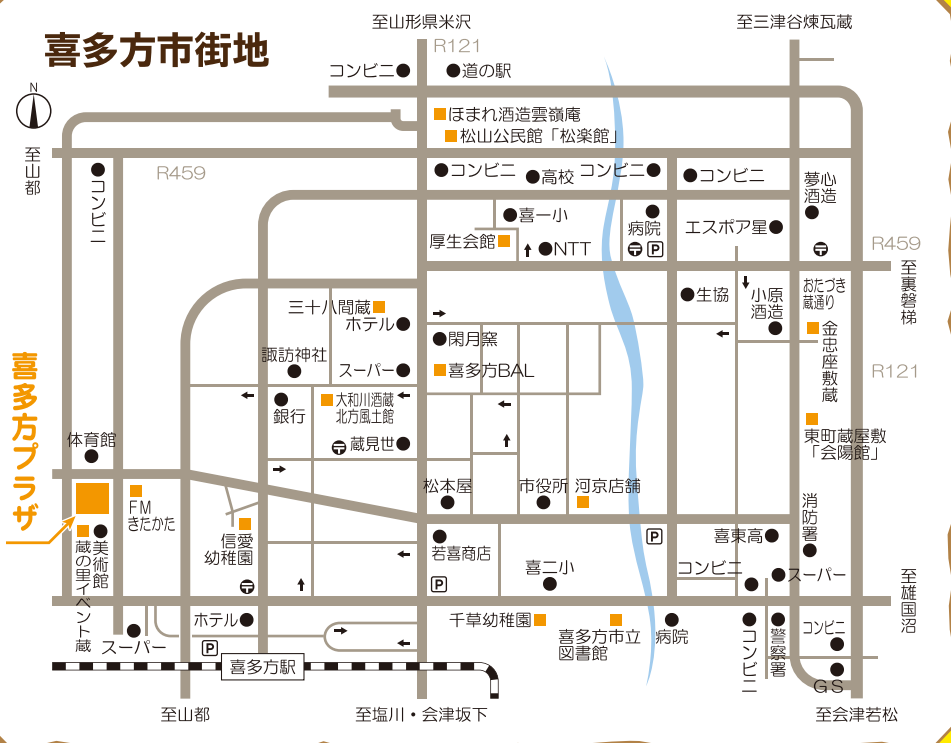 至山形県米沢
至三津谷煉瓦蔵
喜多方市街地
R121
コンビニ
道の駅
N
ほまれ酒造雲嶺庵
松山公民館「松楽館」
至山都
コンビニ
R459
コンビニ
高校
コンビニ
コンビニ
夢心
酒造
喜一小
病院
エスポア星
厚生会館
NTT
P
R459
至裏磐梯
三十八間蔵
ホテル
生協
小原
酒造
おたづき
蔵通り
金忠座敷蔵
閑月窯
諏訪神社
スーパー
喜多方BAL
R121
喜多方プラザ
銀行
大和川酒蔵
北方風土館
蔵見世
東町蔵屋敷
「会陽館」
体育館
松本屋
市役所
河京店舗
FM
きたかた
信愛
幼稚園
若喜商店
P
喜東高
消防署
美術館
蔵の里イベント蔵
P
喜二小
コンビニ
スーパー
至雄国沼
ホテル
千草幼稚園
喜多方市立
図書館
病院
コンビニ
警察署
コンビニ
スーパー
P
喜多方駅
GS
至山都
至塩川・会津坂下
至会津若松